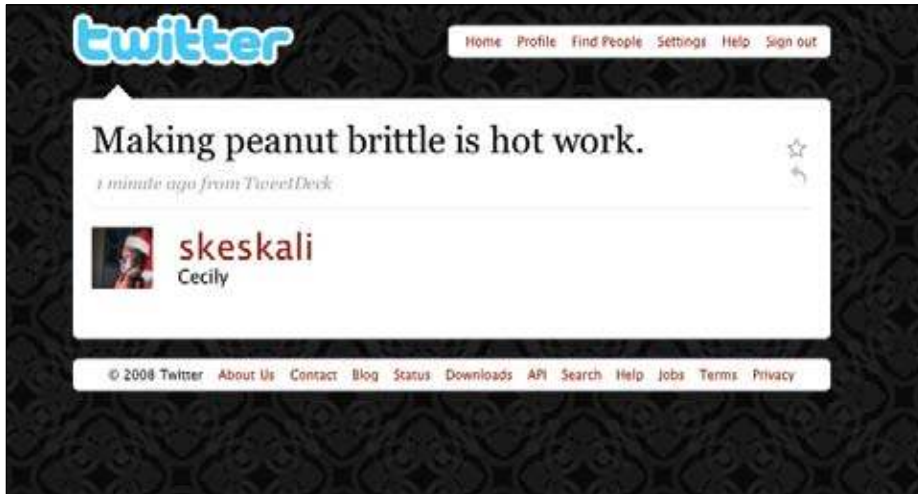 twitter
Home Profile Find People Settings Help Sign out
Making peanut brittle is hot work.
1 minute ago from TweetDeck
skeskali
Cecily
© 2008 Twitter About Us Contact Blog Status Downloads API Search Help Jobs Terms Privacy